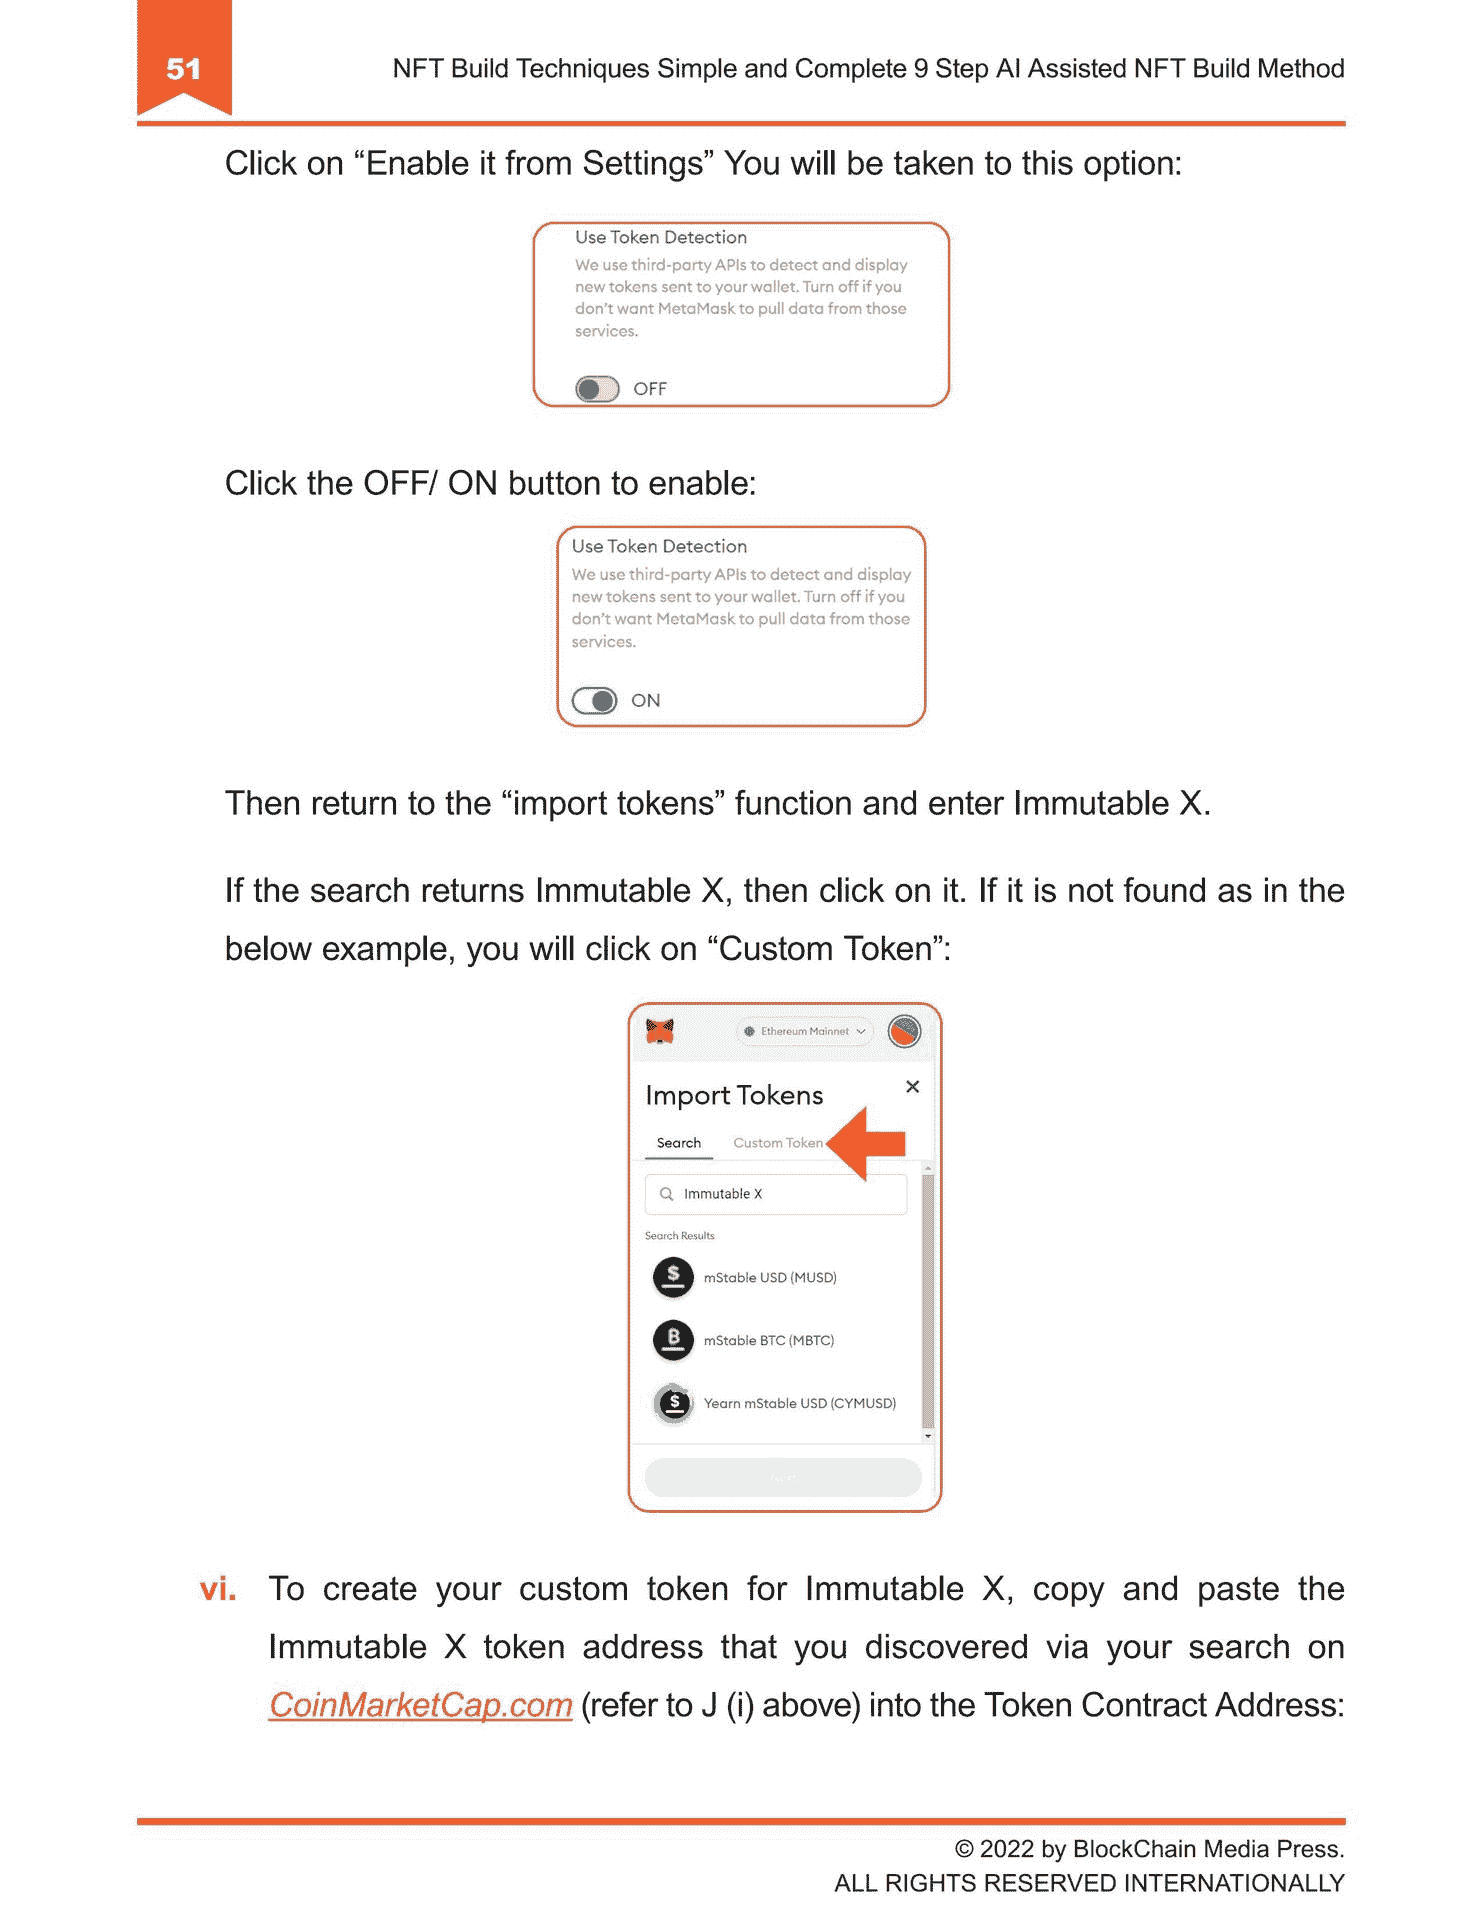 51
NFT Build Techniques Simple and Complete 9 Step AI Assisted NFT Build Method
Click on “Enable it from Settings” You will be taken to this option:
Use Token Detection
We use third-party APIs to detect and display
new tokens sent to your wallet. Turn off if you
don’t want MetaMask to pull data from those
services.
OFF
Click the OFF/ ON button to enable:
Use Token Detection
We use third-party APIs to detect and display
new tokens sent to your wallet. Turn off if you
don’t want MetaMask to pull data from those
services.
ON
Then return to the “import tokens” function and enter Immutable X.
If the search returns Immutable X, then click on it. If it is not found as in the
below example, you will click on “Custom Token”:
Ethereum Mainnet
Import Tokens
Search Custom Token
Immutable X
Search Results
mStable USD (MUSD)
mStable BTC (MBTC)
Yearn mStable USD (CYMUSD)
vi. To create your custom token for Immutable X, copy and paste the
Immutable X token address that you discovered via your search on
CoinMarketCap.com (refer to J (i) above) into the Token Contract Address:
© 2022 by BlockChain Media Press.
ALL RIGHTS RESERVED INTERNATIONALLY